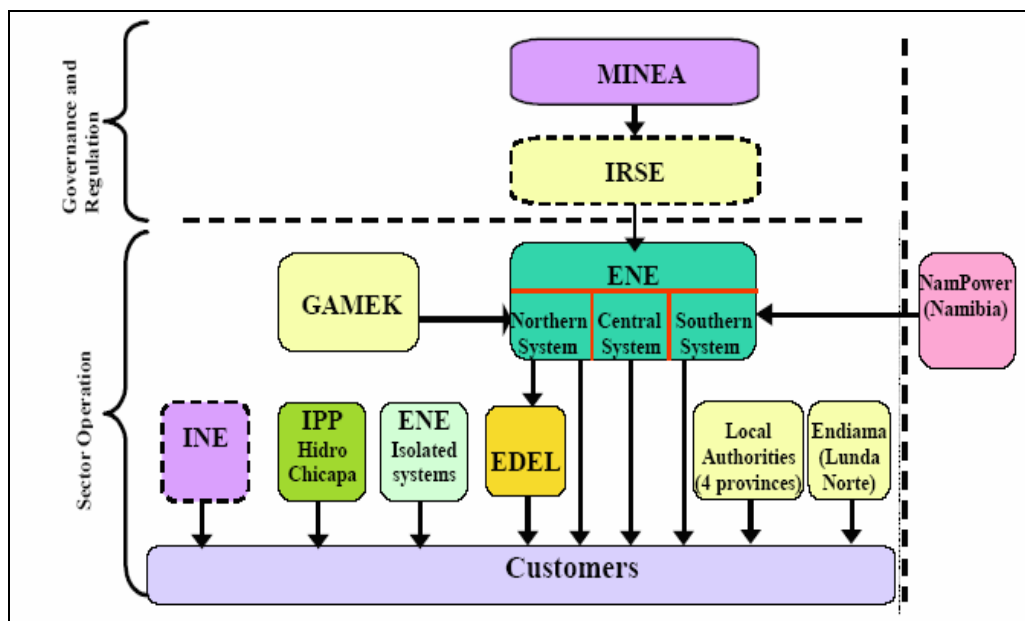 Governance and
Regulation
MINEA
IRSE
Sector Operation
GAMEK
ENE
Northern
System
Central
System
Southern
System
NamPower
(Namibia)
INE
IPP
Hidro
Chicapa
ENE
Isolated
systems
EDEL
Local
Authorities
(4 provinces)
Endiama
(Lunda
Norte)
Customers